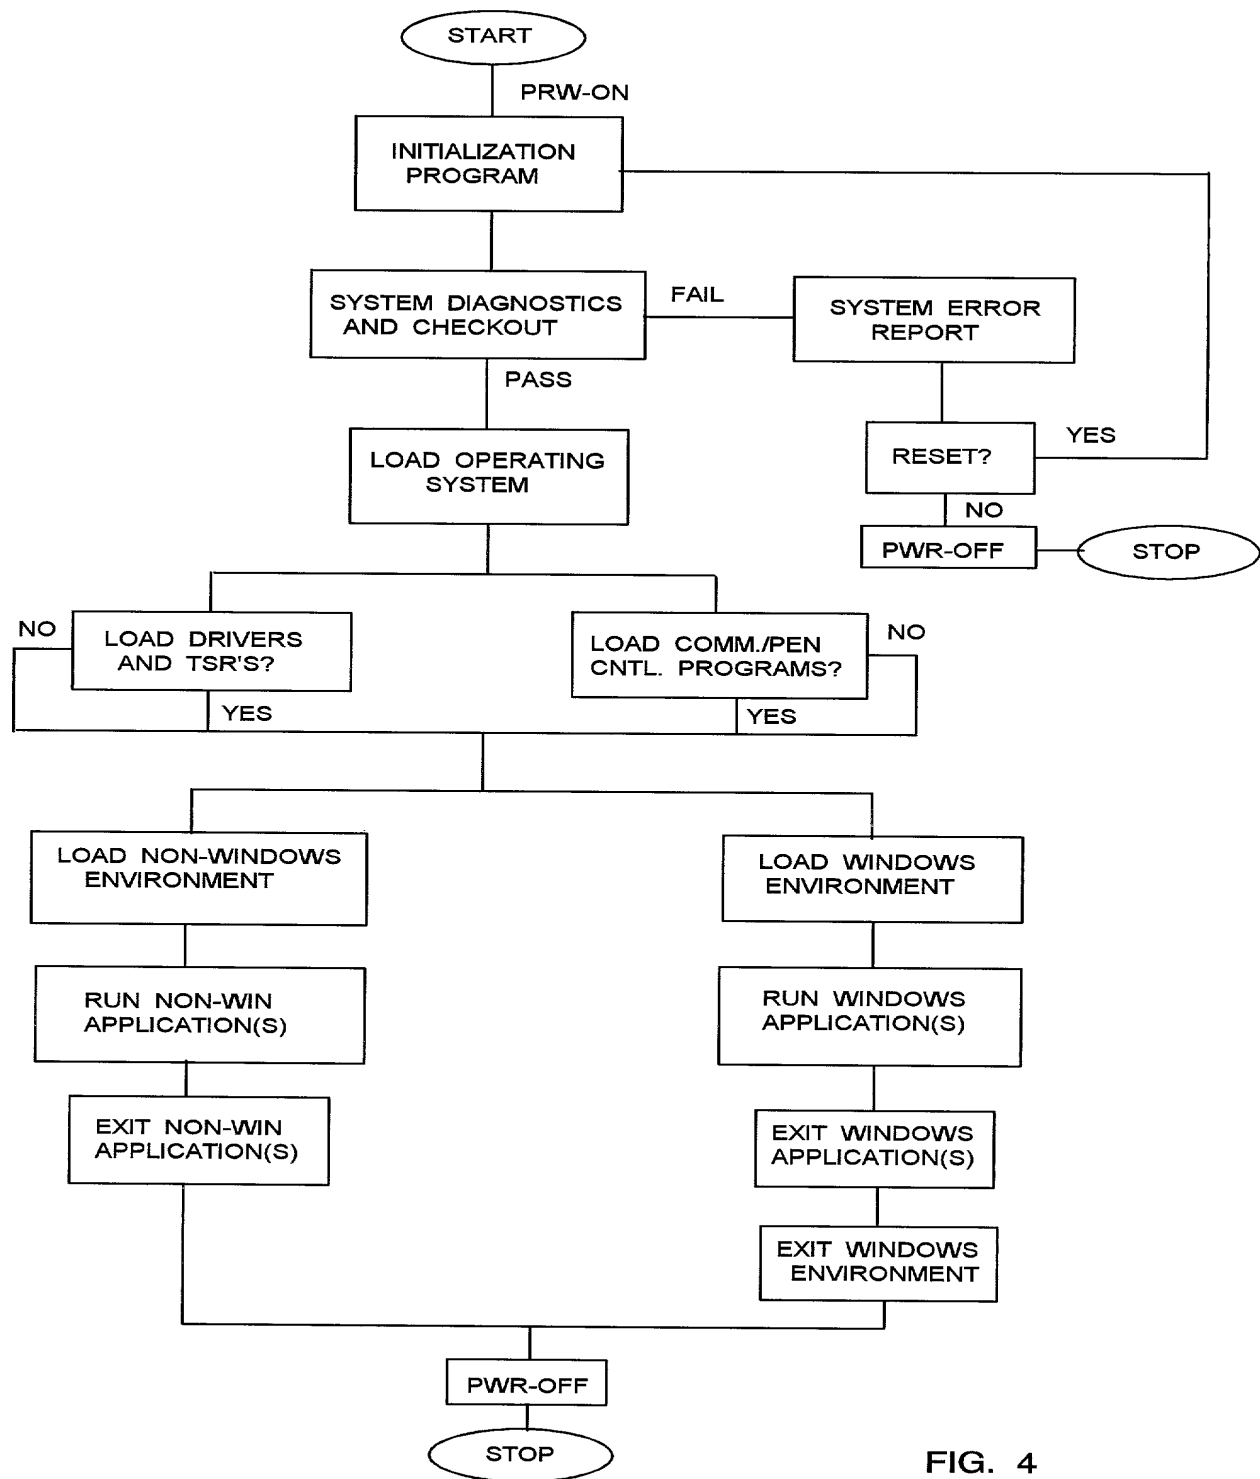 START
PRW-ON
INITIALIZATION
PROGRAM
SYSTEM DIAGNOSTICS
AND CHECKOUT
FAIL
SYSTEM ERROR
REPORT
PASS
RESET?
YES
LOAD OPERATING
SYSTEM
NO
PWR-OFF
STOP
NO
LOAD DRIVERS
AND TSR'S?
YES
LOAD COMM./PEN
CNTL. PROGRAMS?
NO
YES
LOAD NON-WINDOWS
ENVIRONMENT
LOAD WINDOWS
ENVIRONMENT
RUN NON-WIN
APPLICATION(S)
RUN WINDOWS
APPLICATION(S)
EXIT NON-WIN
APPLICATION(S)
EXIT WINDOWS
APPLICATION(S)
EXIT WINDOWS
ENVIRONMENT
PWR-OFF
STOP
FIG. 4